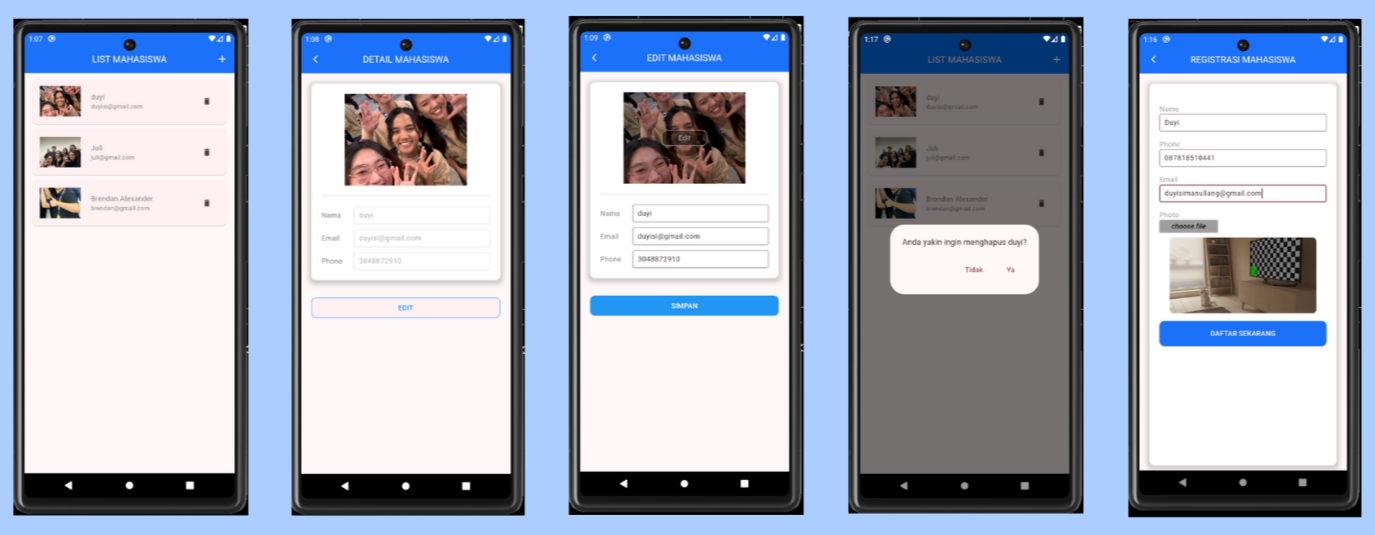 1:07
LIST MAHASISWA +
duyi
duyisi@gmail.com
Juli
juli@gmail.com
Brendan Alexander
brendan@gmail.com
1:08
< DETAIL MAHASISWA
Nama duyi
Email duyisi@gmail.com
Phone 3048872910
EDIT
1:09
< EDIT MAHASISWA
Edit
Nama duyi
Email duyisi@gmail.com
Phone 3048872910
SIMPAN
1:17
LIST MAHASISWA +
duyi
duyisi@gmail.com
Juli
juli@gmail.com
Brendan Alexander
brendan@gmail.com
Anda yakin ingin menghapus duyi?
Tidak Ya
1:16
< REGISTRASI MAHASISWA
Name
Duyi
Phone
087818510441
Email
duyisimanullang@gmail.com
Photo
choose file
DAFTAR SEKARANG